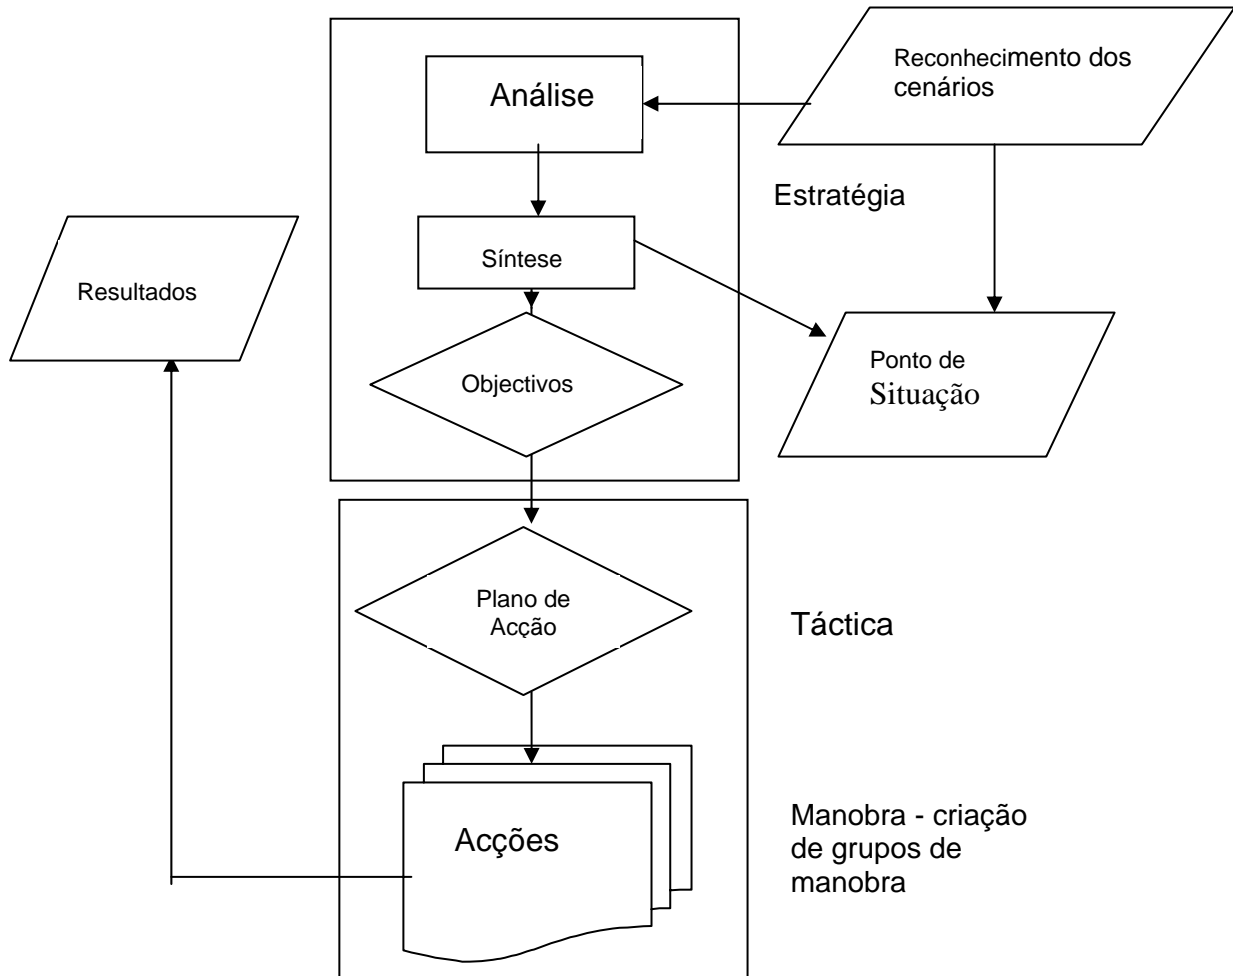 Reconhecimento dos
cenários
Análise
Estratégia
Síntese
Resultados
Ponto de
Situação
Objectivos
Plano de
Acção
Táctica
Manobra - criação
de grupos de
manobra
Acções